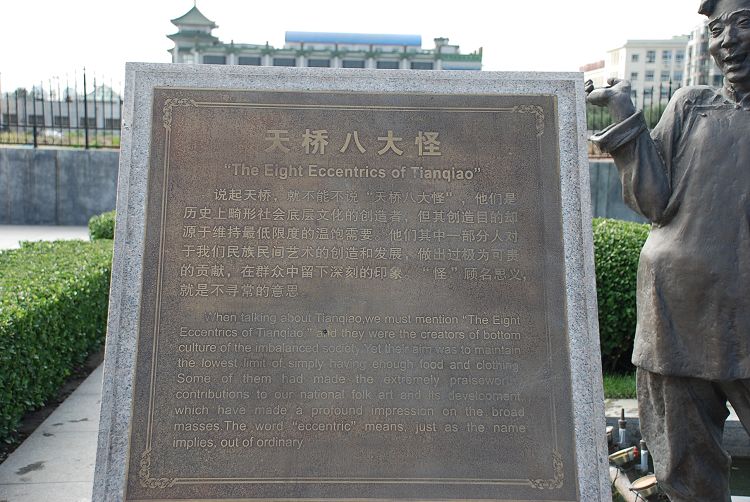 天桥八大怪
"The Eight Eccentrics of Tianqiao"
说起天桥，就不能不说“天桥八大怪”，他们是
历史上畸形社会底层文化的创造者，但其创造目的却
源于维持最低限度的温饱需要。他们其中一部分人对
于我们民族民间艺术的创造和发展，做出过极为可贵
的贡献，在群众中留下深刻的印象。“怪”顾名思义，
就是不寻常的意思。
When talking about Tianqiao,we must mention "The Eight
Eccentrics of Tianqiao " and they were the creators of bottom
culture of the imbalanced society.Yet their aim was to maintain
the lowest limit of simply having enough food and clothing.
Some of them had made the extremely praiseworthy
contributions to our national folk art and its development,
which have made a profound impression on the broad
masses.The word "eccentric" means, just as the name
implies, out of ordinary.